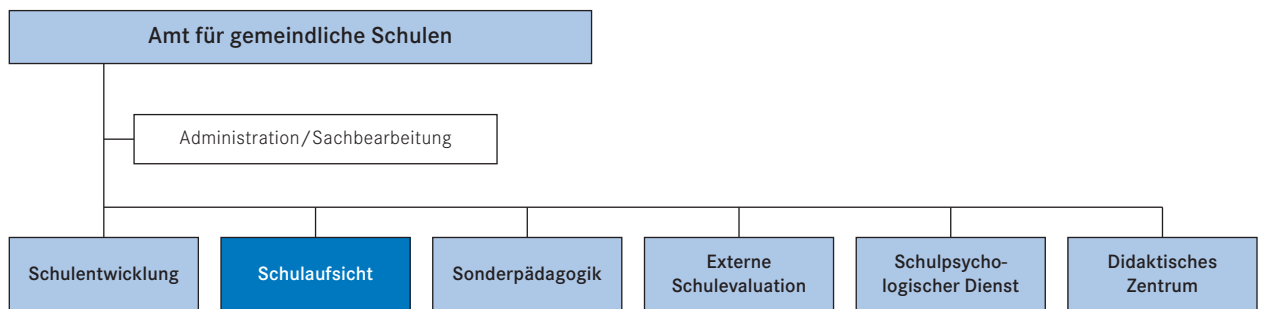 Amt für gemeindliche Schulen
Administration/Sachbearbeitung
Schulentwicklung
Schulaufsicht
Sonderpädagogik
Externe
Schulevaluation
Schulpsycho-
logischer Dienst
Didaktisches
Zentrum